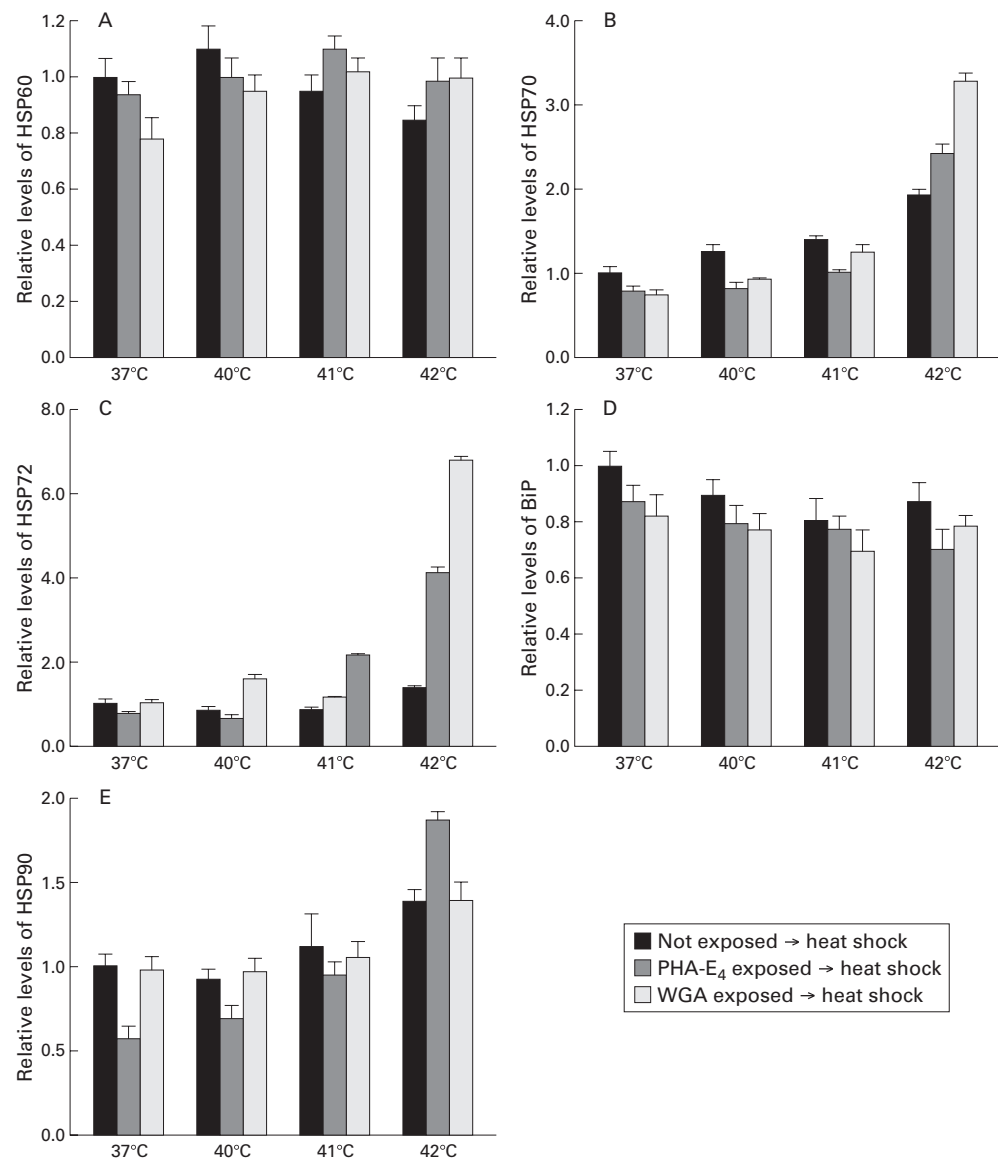 A
Relative levels of HSP60
1.2
1.0
0.8
0.6
0.4
0.2
0.0
37°C 40°C 41°C 42°C
B
Relative levels of HSP70
4.0
3.0
2.0
1.0
0.0
37°C 40°C 41°C 42°C
C
Relative levels of HSP72
8.0
6.0
4.0
2.0
0.0
37°C 40°C 41°C 42°C
D
Relative levels of BiP
1.2
1.0
0.8
0.6
0.4
0.2
0.0
37°C 40°C 41°C 42°C
E
Relative levels of HSP90
2.0
1.5
1.0
0.5
0.0
37°C 40°C 41°C 42°C
Not exposed → heat shock
PHA-E₄ exposed → heat shock
WGA exposed → heat shock